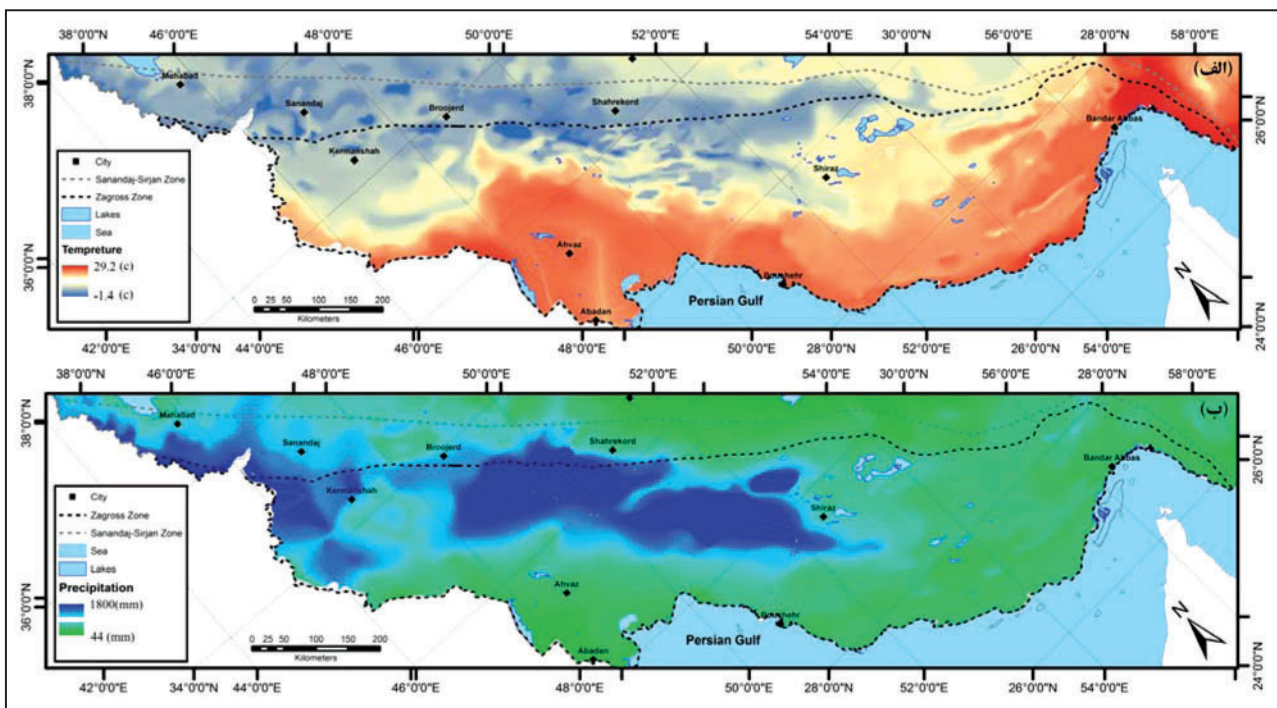 38°0'0"N 46°0'0"E 48°0'0"E 50°0'0"E 52°0'0"E 54°0'0"E 30°0'0"N 56°0'0"E 28°0'0"N 58°0'0"E
(الف)
38°0'0"N
Mahabad
Sanandaj
Broojerd
Shahrekord
Bandar Abbas
26°0'0"N
Kermanshah
Shiraz
City
Sanandaj-Sirjan Zone
Zagross Zone
Lakes
Sea
Tempreture
29.2 (c)
-1.4 (c)
36°0'0"N
Ahvaz
Boushehr
Persian Gulf
Abadan
0 25 50 100 150 200
Kilometers
N
24°0'0"N
42°0'0"E 34°0'0"N 44°0'0"E 46°0'0"E 48°0'0"E 50°0'0"E 28°0'0"N 52°0'0"E 26°0'0"N 54°0'0"E
38°0'0"N 46°0'0"E 48°0'0"E 50°0'0"E 52°0'0"E 54°0'0"E 30°0'0"N 56°0'0"E 28°0'0"N 58°0'0"E
(ب)
38°0'0"N
Mahabad
Sanandaj
Broojerd
Shahrekord
Bandar Abbas
26°0'0"N
Kermanshah
Shiraz
City
Zagross Zone
Sanandaj-Sirjan Zone
Sea
Lakes
Precipitation
1800(mm)
44 (mm)
36°0'0"N
Ahvaz
Boushehr
Persian Gulf
Abadan
0 25 50 100 150 200
Kilometers
N
24°0'0"N
42°0'0"E 34°0'0"N 44°0'0"E 46°0'0"E 48°0'0"E 50°0'0"E 28°0'0"N 52°0'0"E 26°0'0"N 54°0'0"E